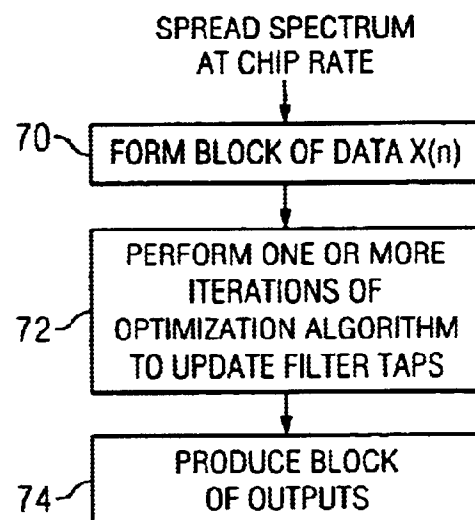 SPREAD SPECTRUM
AT CHIP RATE
70
FORM BLOCK OF DATA X(n)
PERFORM ONE OR MORE
ITERATIONS OF
72
OPTIMIZATION ALGORITHM
TO UPDATE FILTER TAPS
PRODUCE BLOCK
74
OF OUTPUTS